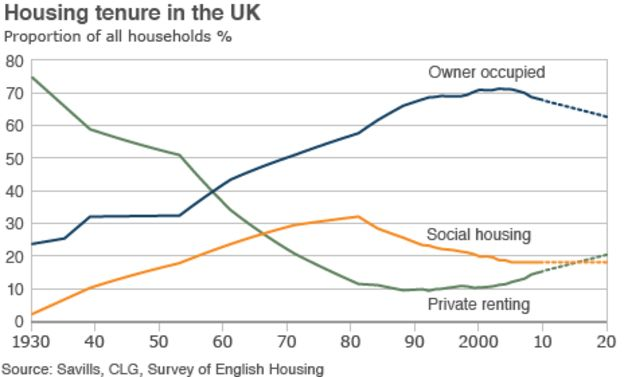 Housing tenure in the UK
Proportion of all households %
80
70
60
50
40
30
20
10
0
Owner occupied
Social housing
Private renting
1930 40 50 60 70 80 90 2000 10 20
Source: Savills, CLG, Survey of English Housing